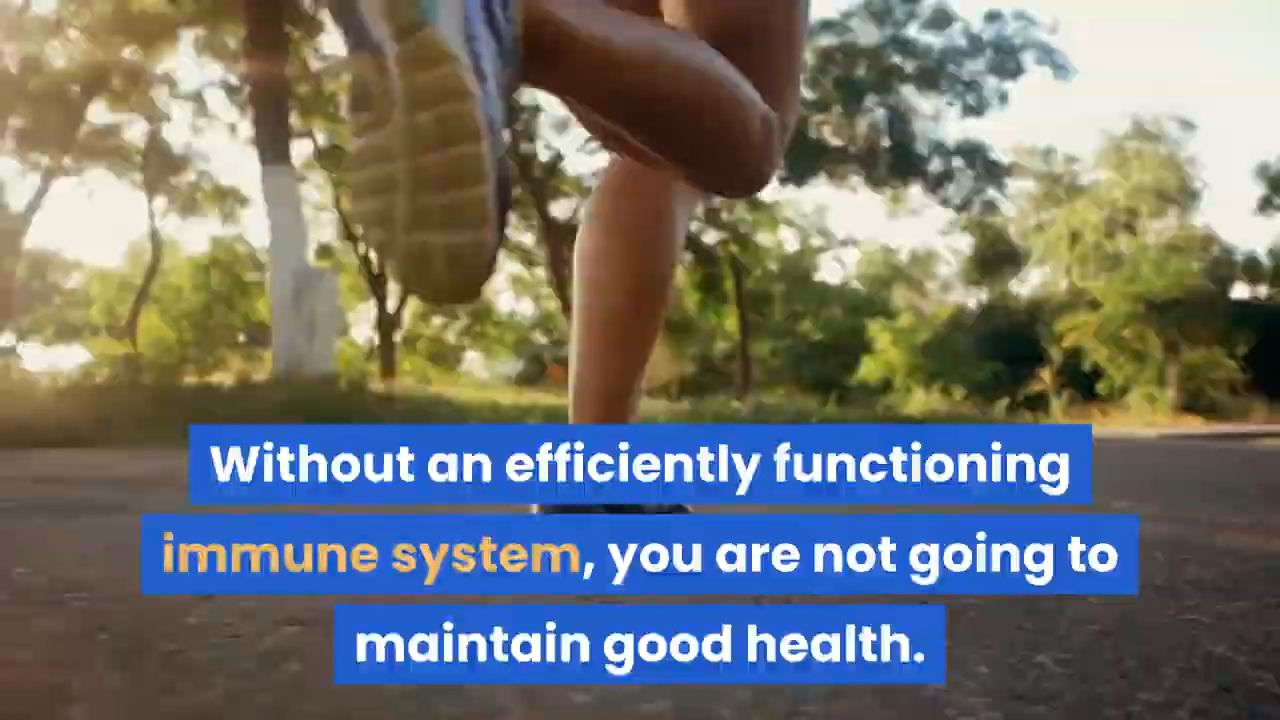 Without an efficiently functioning
immune system, you are not going to
maintain good health.